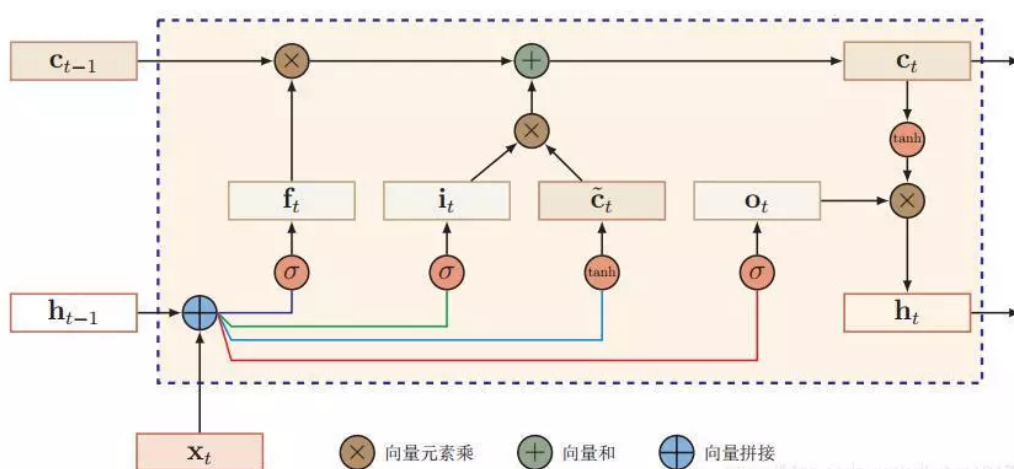 c_{t−1} × + c_t
tanh
× ×
f_t i_t c̃_t o_t
σ σ tanh σ
h_{t−1} + h_t
x_t × 向量元素乘 + 向量和 + 向量拼接